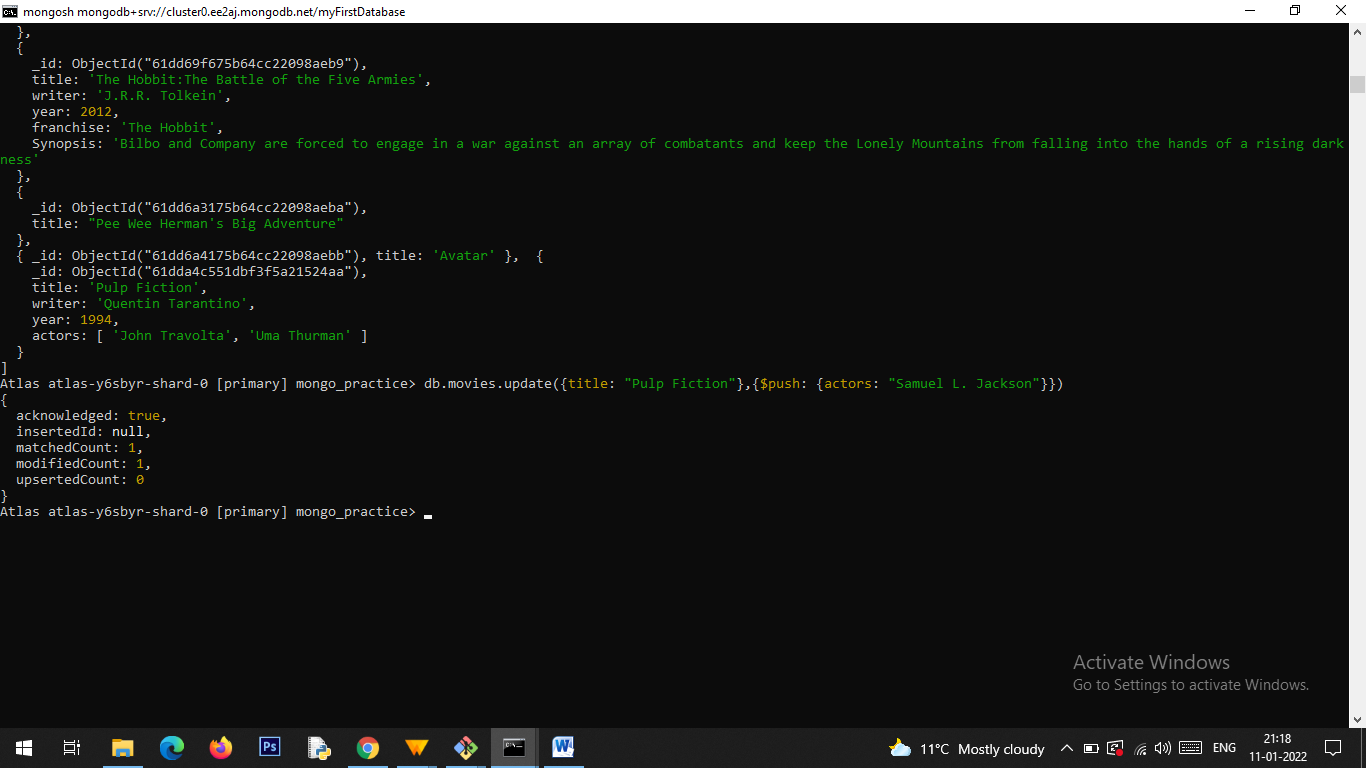 mongosh mongodb+srv://cluster0.ee2aj.mongodb.net/myFirstDatabase
},
{
_id: ObjectId("61dd69f675b64cc22098aeb9"),
title: 'The Hobbit:The Battle of the Five Armies',
writer: 'J.R.R. Tolkein',
year: 2012,
franchise: 'The Hobbit',
Synopsis: 'Bilbo and Company are forced to engage in a war against an array of combatants and keep the Lonely Mountains from falling into the hands of a rising dark
ness'
},
{
_id: ObjectId("61dd6a3175b64cc22098aeba"),
title: "Pee Wee Herman's Big Adventure"
},
{ _id: ObjectId("61dd6a4175b64cc22098aebb"), title: 'Avatar' },  {
_id: ObjectId("61dda4c551dbf3f5a21524aa"),
title: 'Pulp Fiction',
writer: 'Quentin Tarantino',
year: 1994,
actors: [ 'John Travolta', 'Uma Thurman' ]
}
]
Atlas atlas-y6sbyr-shard-0 [primary] mongo_practice> db.movies.update({title: "Pulp Fiction"},{$push: {actors: "Samuel L. Jackson"}})
{
acknowledged: true,
insertedId: null,
matchedCount: 1,
modifiedCount: 1,
upsertedCount: 0
}
Atlas atlas-y6sbyr-shard-0 [primary] mongo_practice>
Activate Windows
Go to Settings to activate Windows.
Ps
W
11°C Mostly cloudy
ENG
21:18
11-01-2022